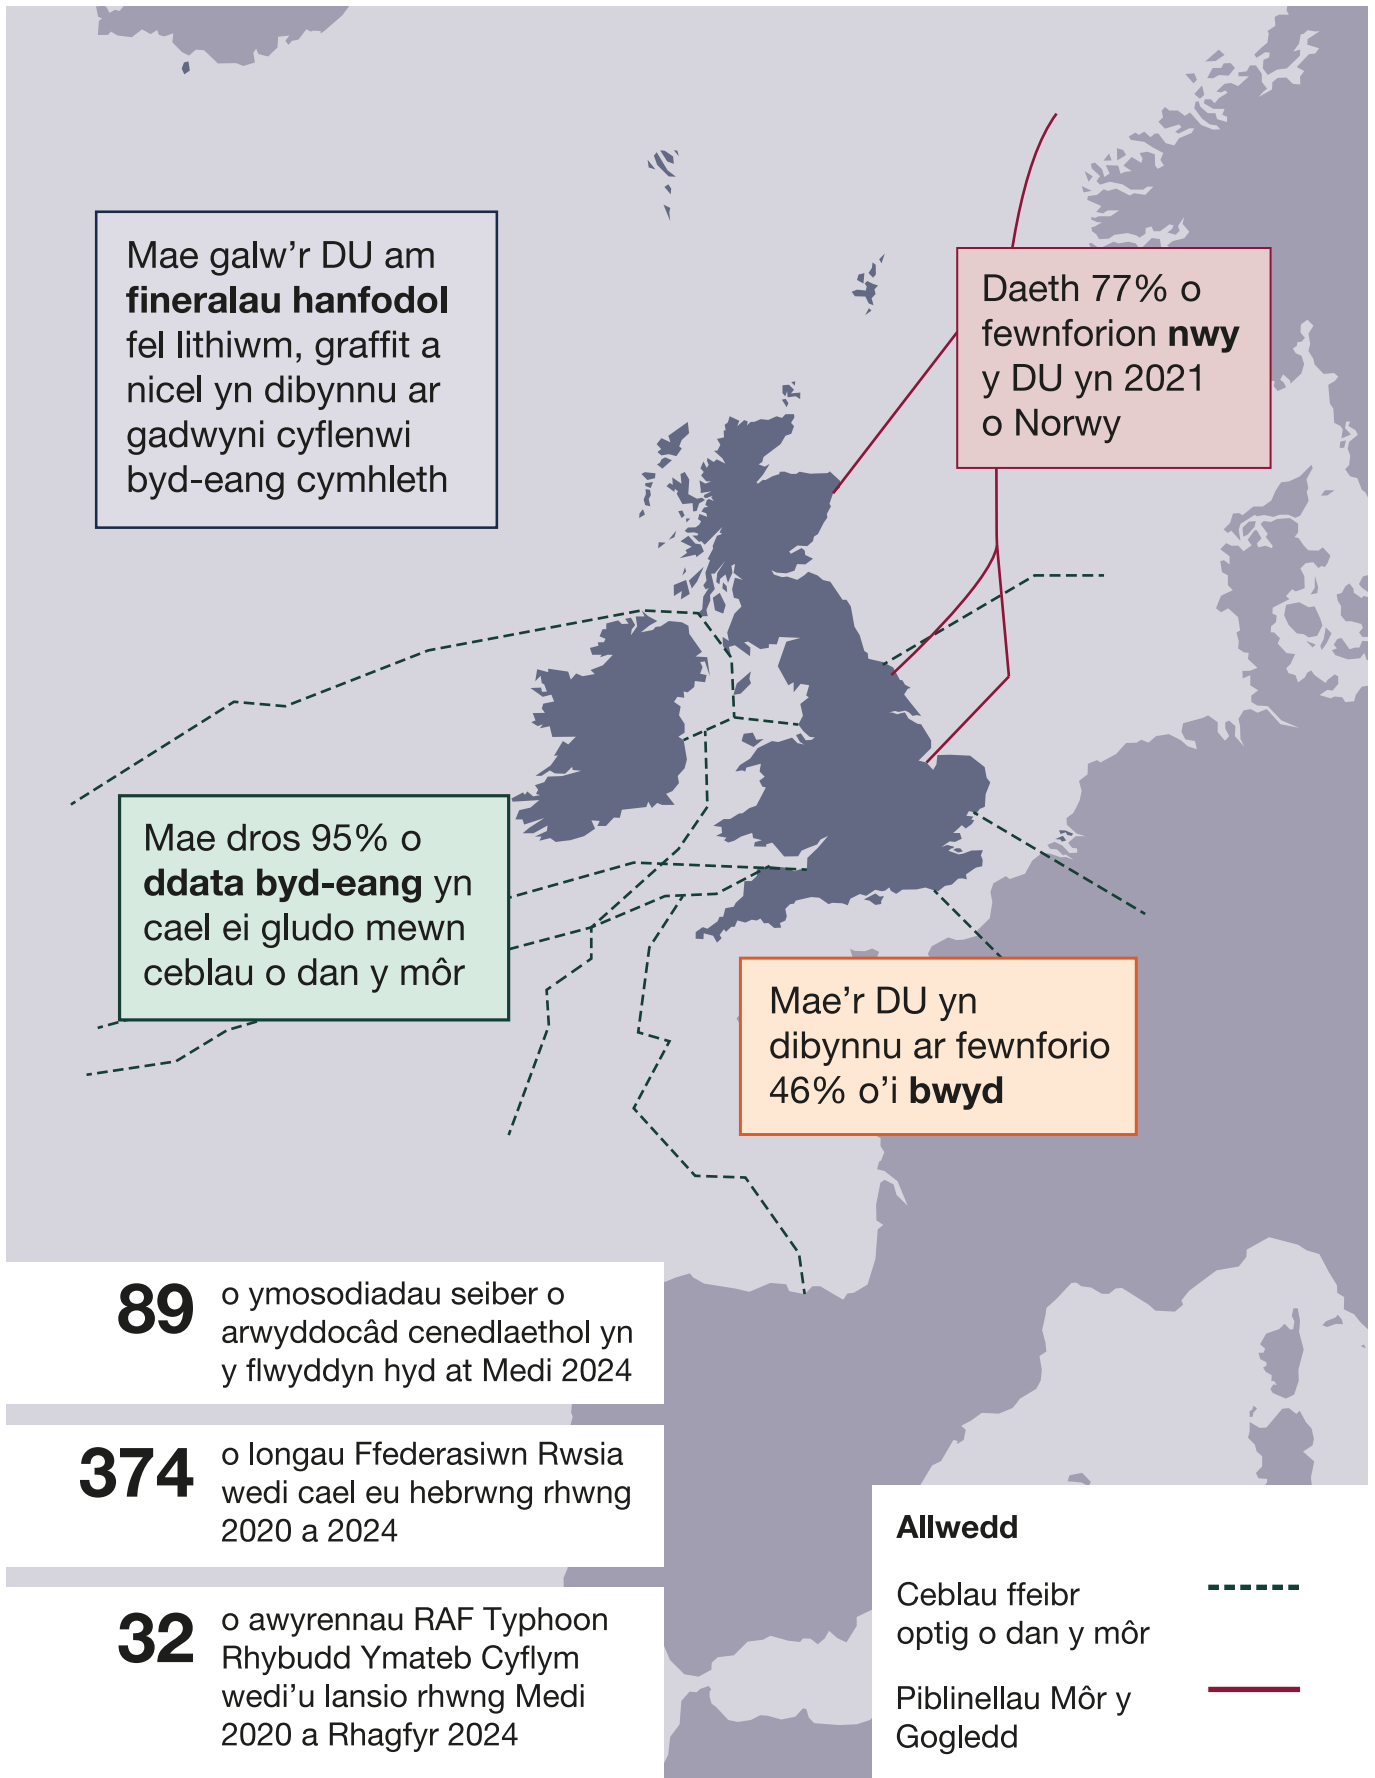 Mae galw’r DU am
fineralau hanfodol
fel lithiwm, graffit a
nicel yn dibynnu ar
gadwyni cyflenwi
byd-eang cymhleth
Daeth 77% o
fewnforion nwy
y DU yn 2021
o Norwy
Mae dros 95% o
ddata byd-eang yn
cael ei gludo mewn
ceblau o dan y môr
Mae’r DU yn
dibynnu ar fewnforio
46% o’i bwyd
89
o ymosodiadau seiber o
arwyddocâd cenedlaethol yn
y flwyddyn hyd at Medi 2024
374
o longau Ffederasiwn Rwsia
wedi cael eu hebrwng rhwng
2020 a 2024
32
o awyrennau RAF Typhoon
Rhybudd Ymateb Cyflym
wedi’u lansio rhwng Medi
2020 a Rhagfyr 2024
Allwedd
Ceblau ffeibr
optig o dan y môr
Piblinellau Môr y
Gogledd